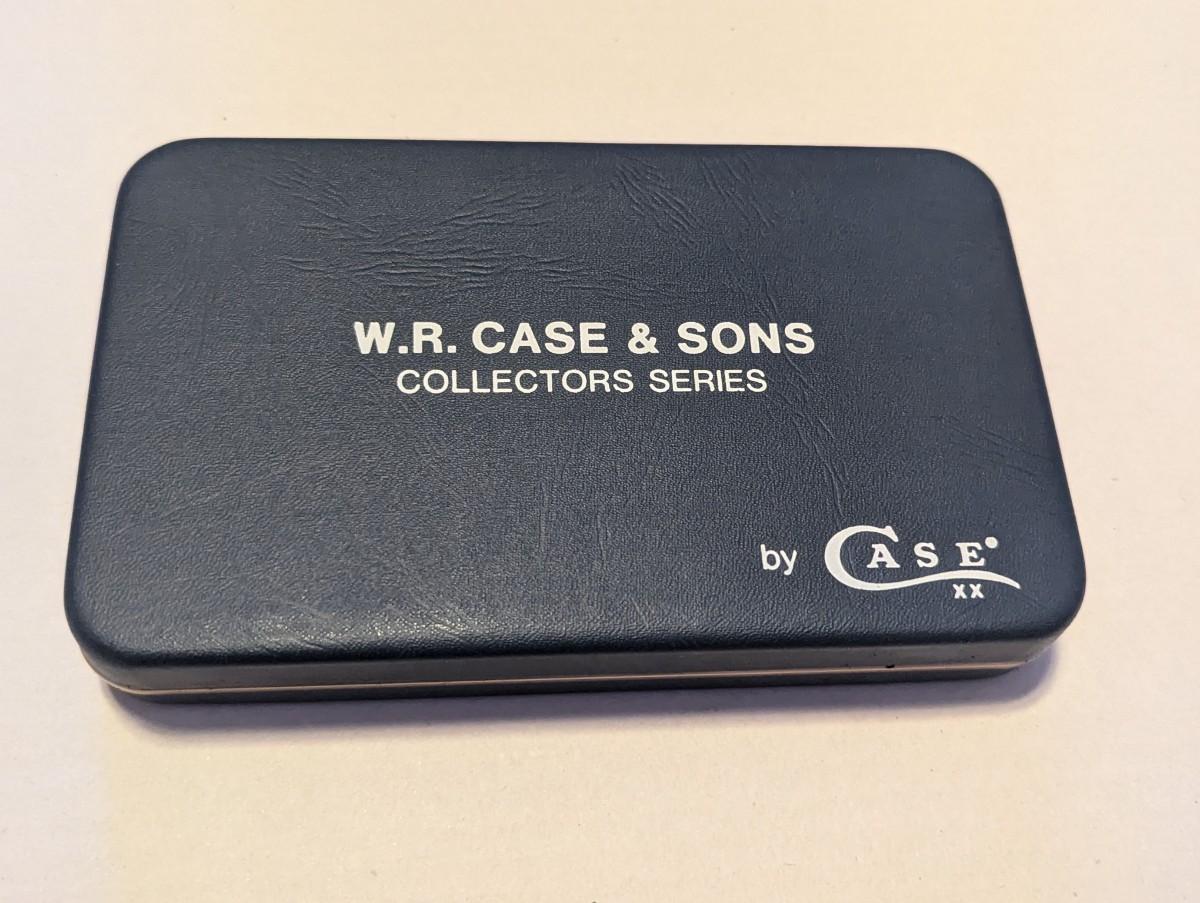 W.R. CASE & SONS
COLLECTORS SERIES
by CASE
XX